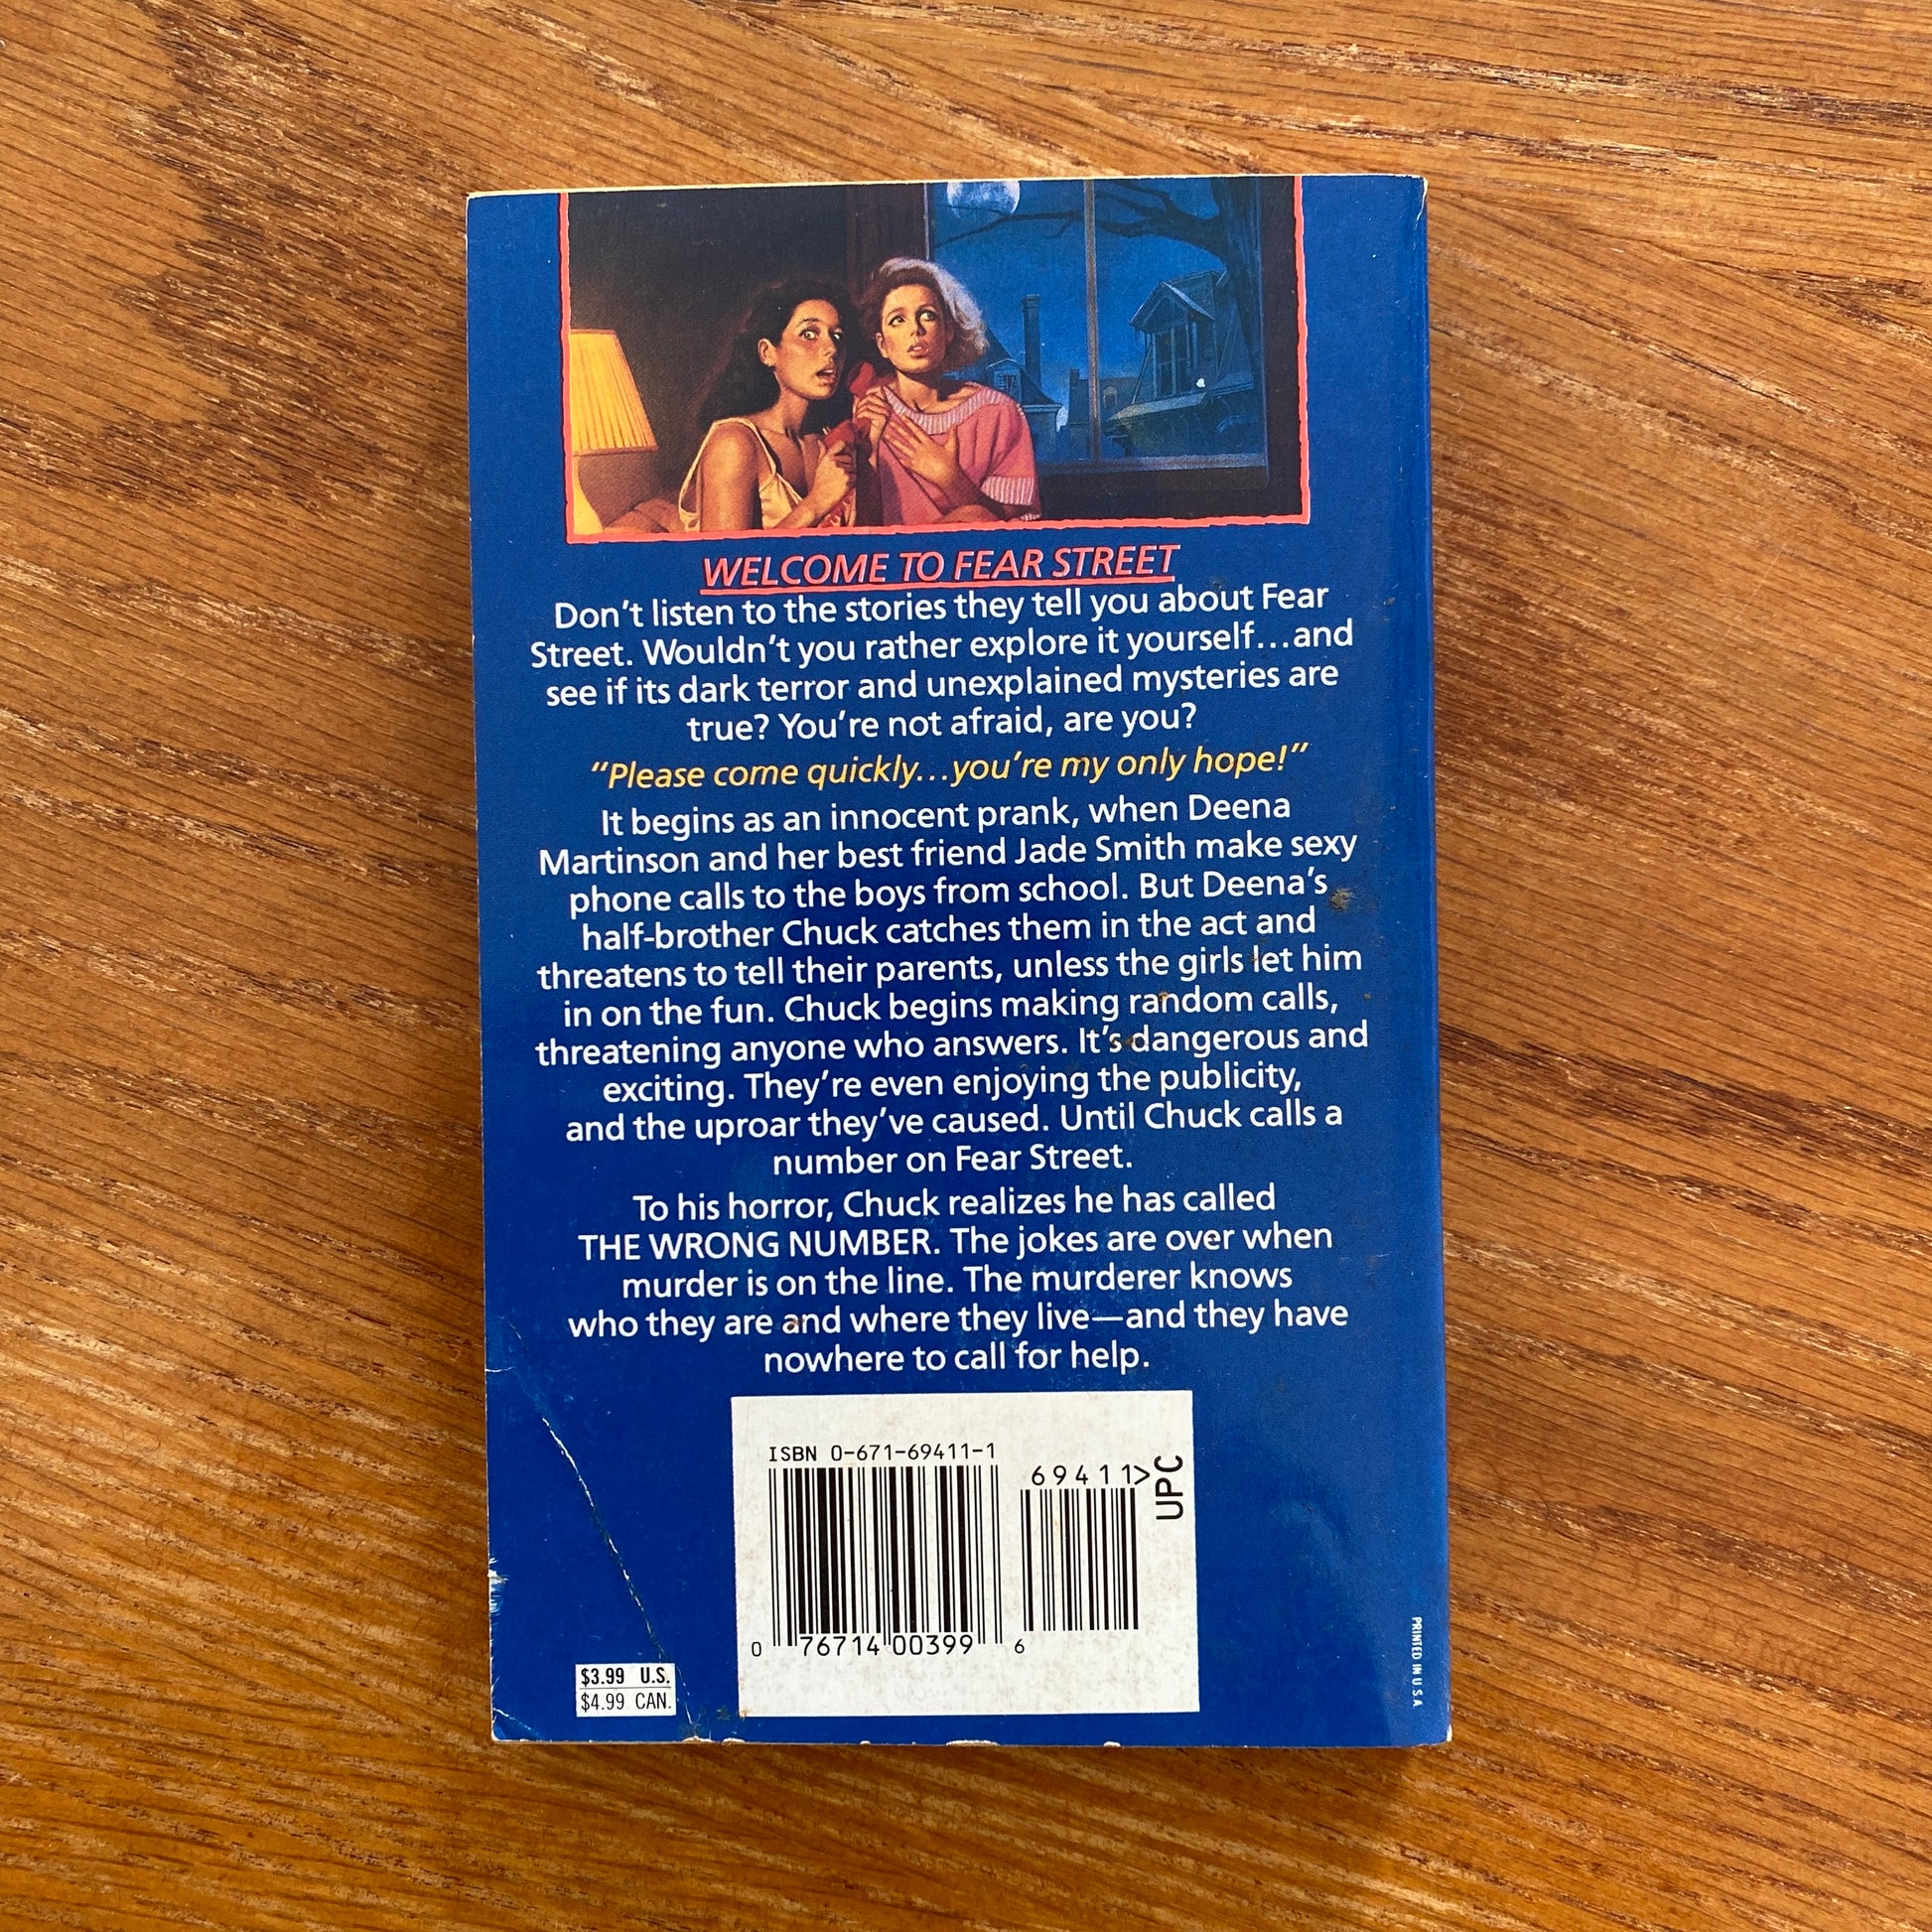 WELCOME TO FEAR STREET
Don't listen to the stories they tell you about Fear
Street. Wouldn't you rather explore it yourself...and
see if its dark terror and unexplained mysteries are
true? You're not afraid, are you?
"Please come quickly...you're my only hope!"
It begins as an innocent prank, when Deena
Martinson and her best friend Jade Smith make sexy
phone calls to the boys from school. But Deena's
half-brother Chuck catches them in the act and
threatens to tell their parents, unless the girls let him
in on the fun. Chuck begins making random calls,
threatening anyone who answers. It's dangerous and
exciting. They're even enjoying the publicity,
and the uproar they've caused. Until Chuck calls a
number on Fear Street.
To his horror, Chuck realizes he has called
THE WRONG NUMBER. The jokes are over when
murder is on the line. The murderer knows
who they are and where they live—and they have
nowhere to call for help.
ISBN 0-671-69411-1
69411>
UPC
0 76714 00399 6
$3.99 U.S.
$4.99 CAN.
PRINTED IN U.S.A.